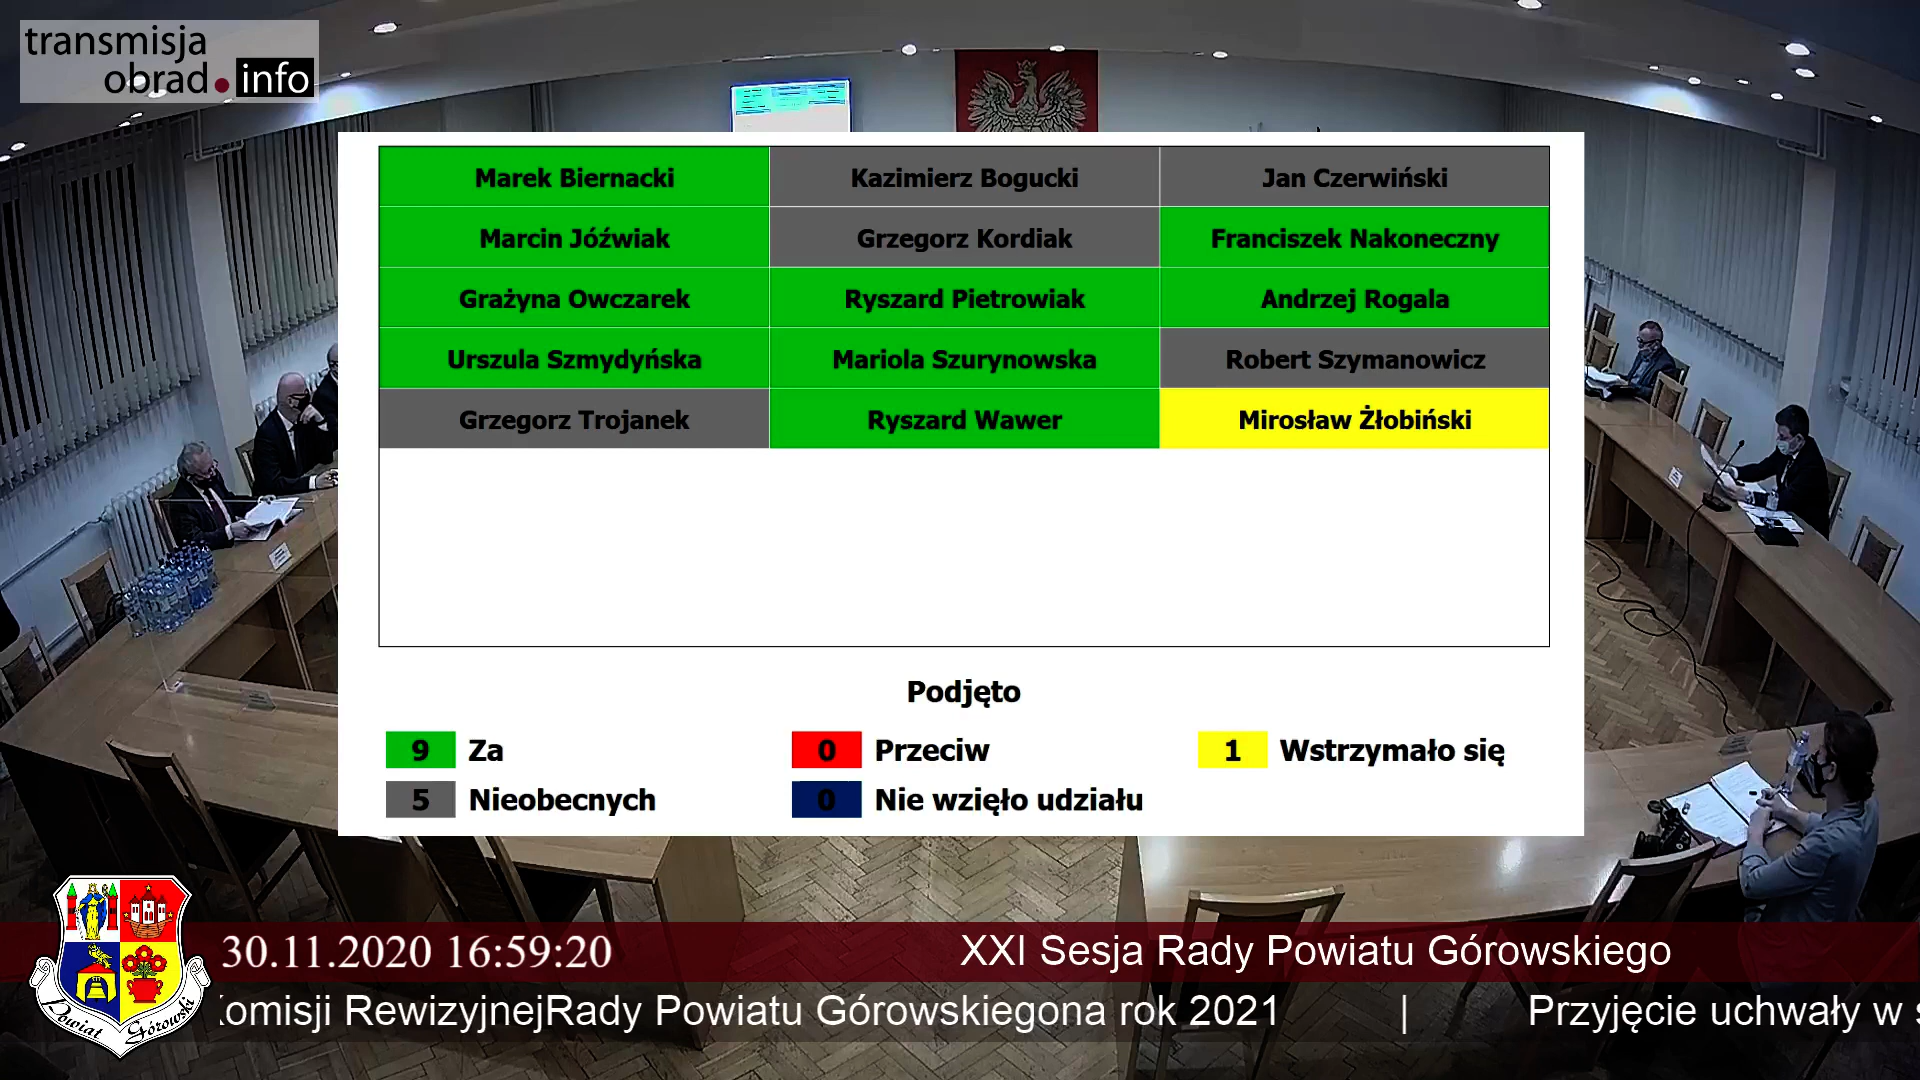 transmisja
obrad.info
Marek Biernacki
Kazimierz Bogucki
Jan Czerwiński
Marcin Jóźwiak
Grzegorz Kordiak
Franciszek Nakoneczny
Grażyna Owczarek
Ryszard Pietrowiak
Andrzej Rogala
Urszula Szmydyńska
Mariola Szurynowska
Robert Szymanowicz
Grzegorz Trojanek
Ryszard Wawer
Mirosław Żłobiński
Podjęto
9 Za
0 Przeciw
1 Wstrzymało się
5 Nieobecnych
0 Nie wzięło udziału
30.11.2020 16:59:20
XXI Sesja Rady Powiatu Górowskiego
Komisji RewizyjnejRady Powiatu Górowskiegona rok 2021 | Przyjęcie uchwały w s
Powiat Górowski